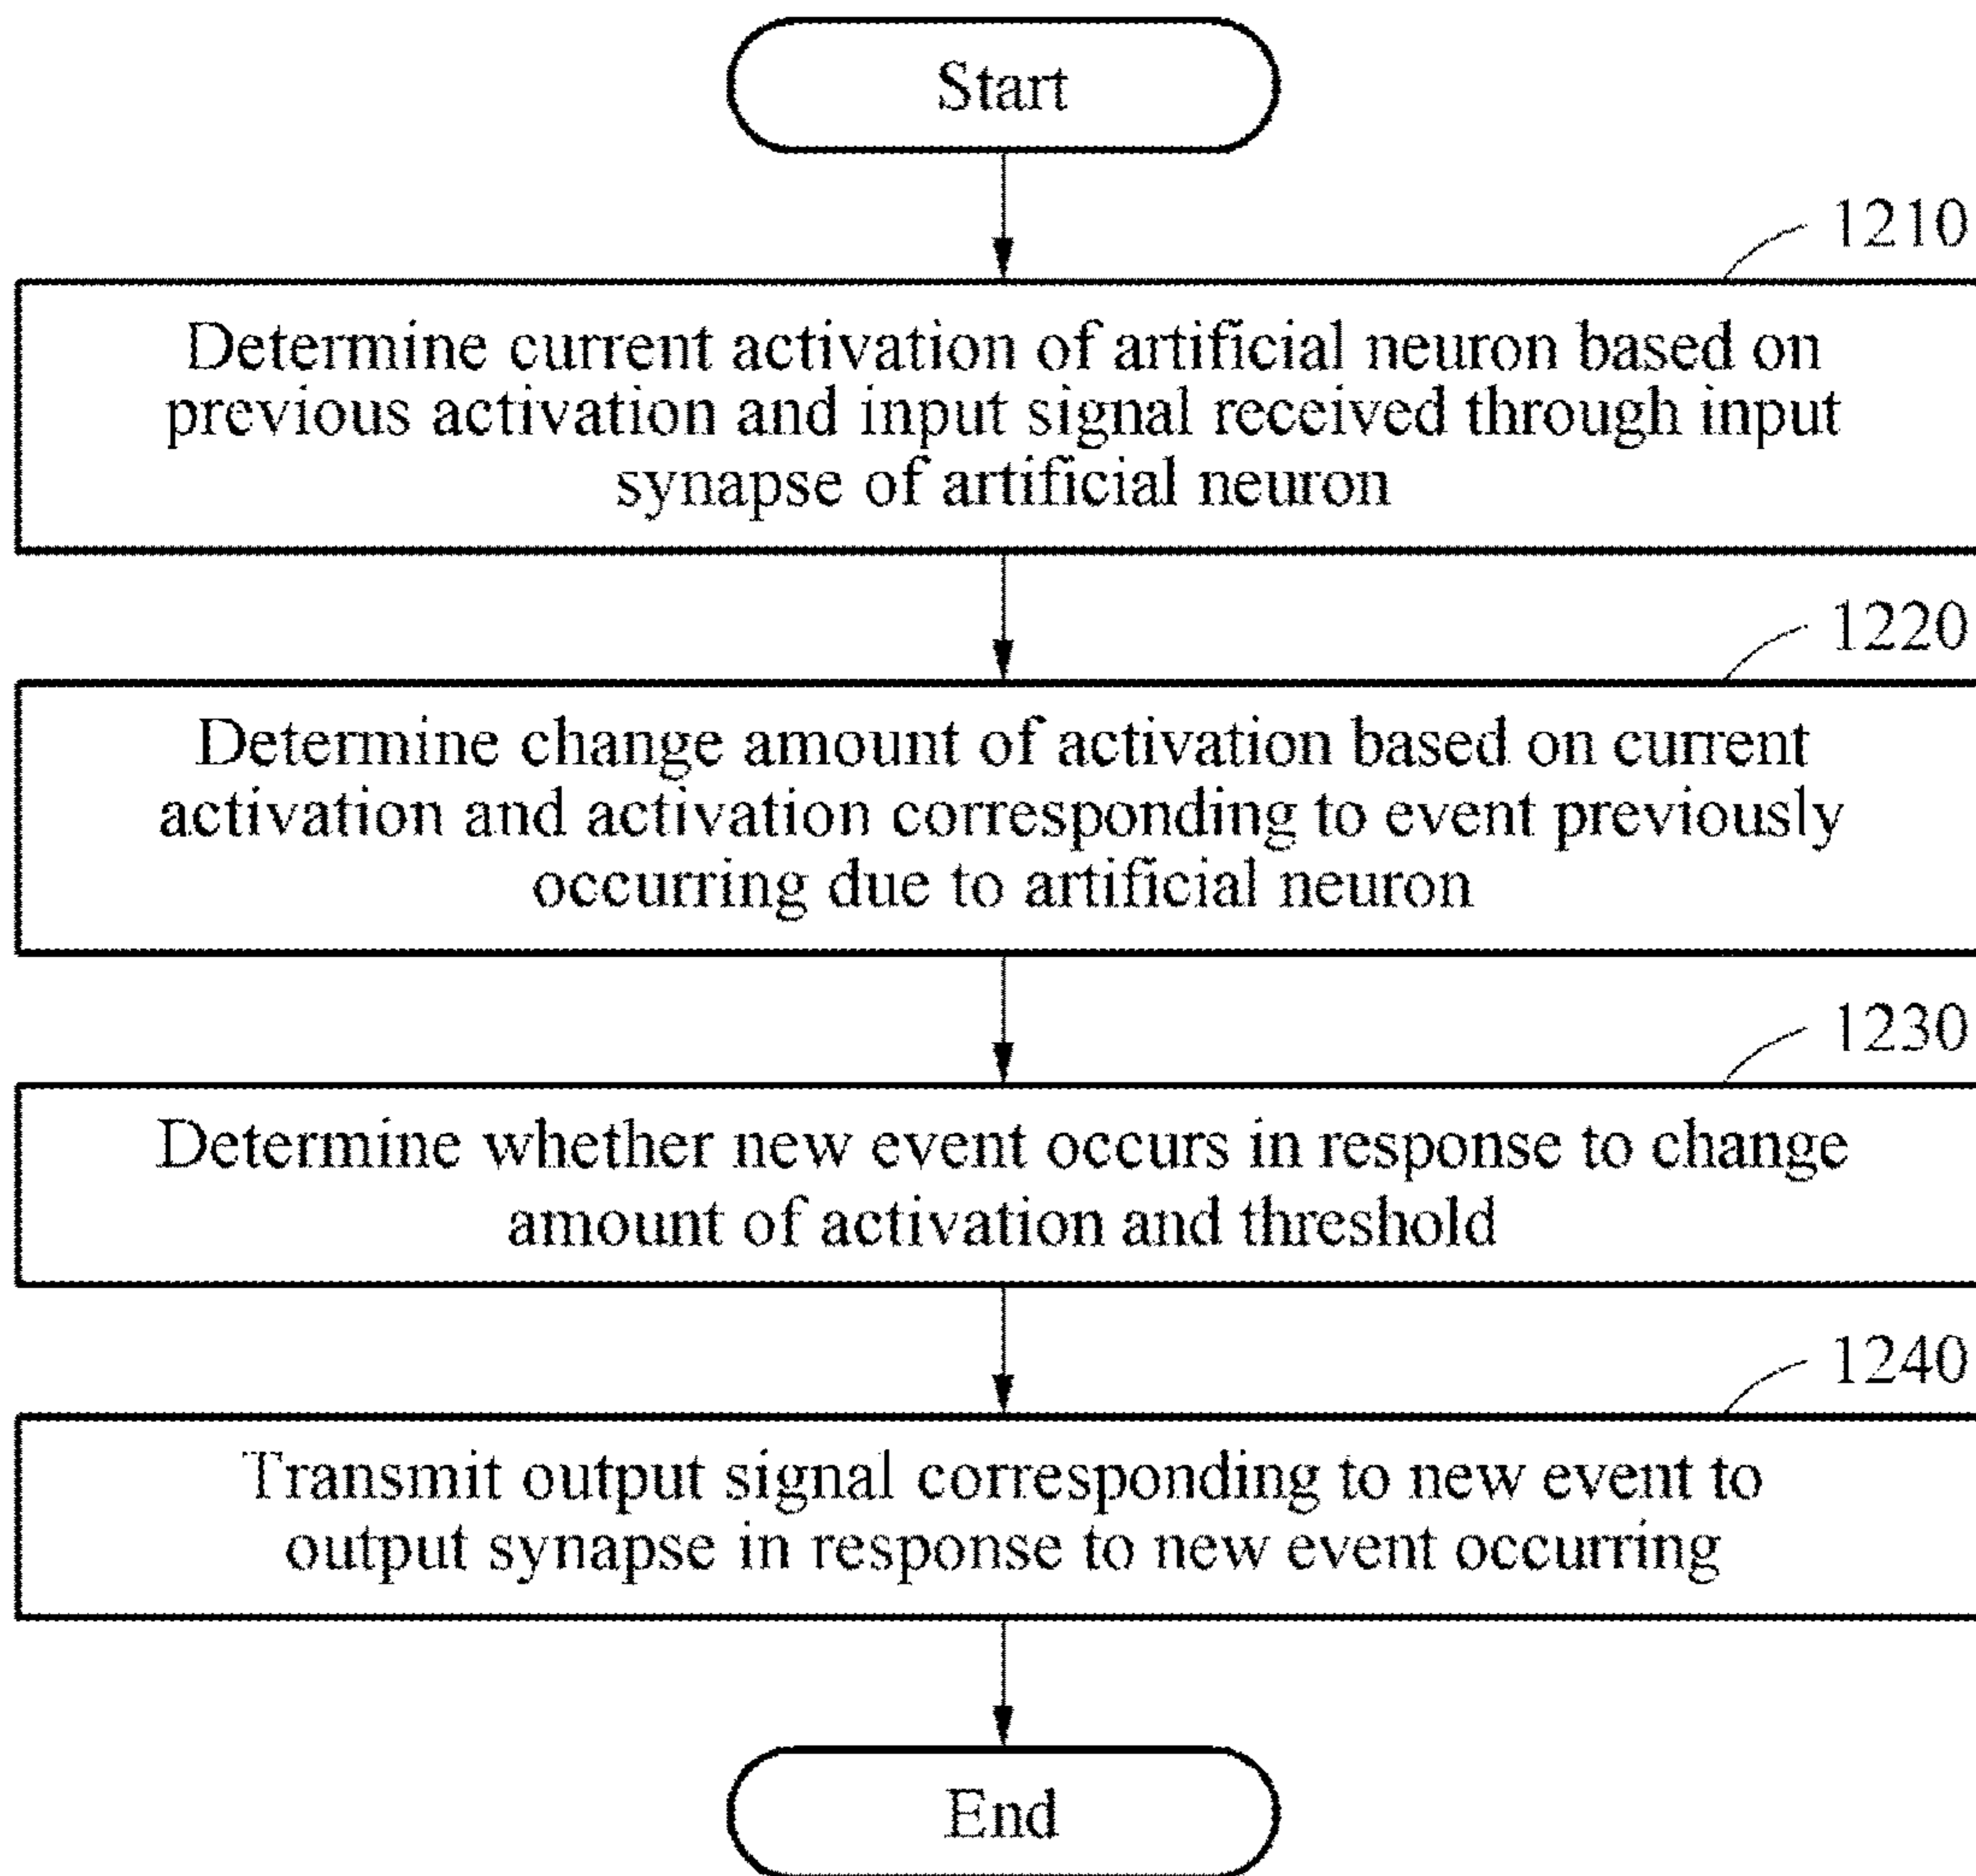 Start
1210
Determine current activation of artificial neuron based on
previous activation and input signal received through input
synapse of artificial neuron
1220
Determine change amount of activation based on current
activation and activation corresponding to event previously
occurring due to artificial neuron
1230
Determine whether new event occurs in response to change
amount of activation and threshold
1240
Transmit output signal corresponding to new event to
output synapse in response to new event occurring
End